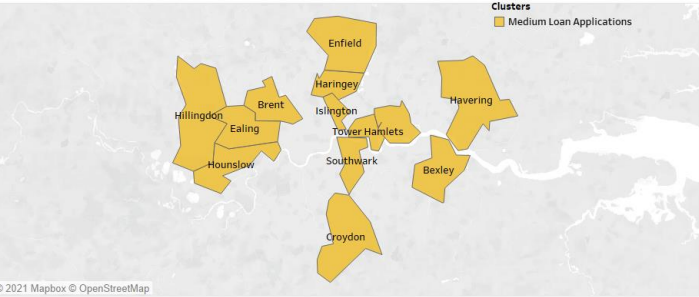 Clusters
Medium Loan Applications
Enfield
Haringey
Havering
Brent
Islington
Hillingdon
Ealing
Tower Hamlets
Hounslow
Southwark
Bexley
Croydon
© 2021 Mapbox © OpenStreetMap